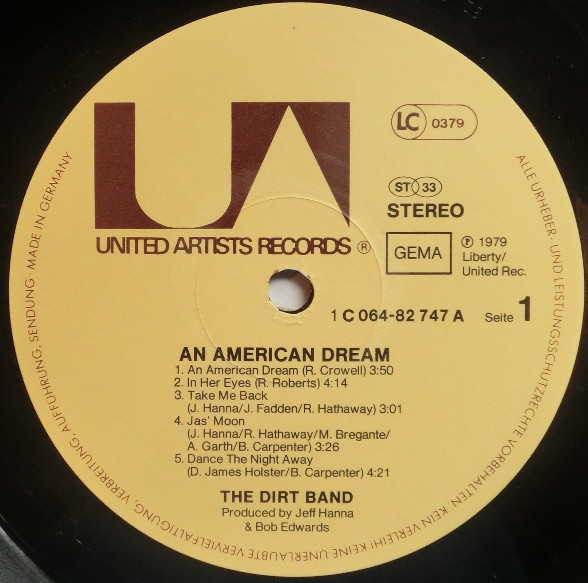 UA
UNITED ARTISTS RECORDS ®
LC 0379
ST 33
STEREO
GEMA
℗ 1979
Liberty/
United Rec.
1 C 064-82 747 A
Seite 1
AN AMERICAN DREAM
1. An American Dream (R. Crowell) 3:50
2. In Her Eyes (R. Roberts) 4:14
3. Take Me Back
(J. Hanna/J. Fadden/R. Hathaway) 3:01
4. Jas' Moon
(J. Hanna/R. Hathaway/M. Bregante/
A. Garth/B. Carpenter) 3:26
5. Dance The Night Away
(D. James Holster/B. Carpenter) 4:21
THE DIRT BAND
Produced by Jeff Hanna
& Bob Edwards
ALLE URHEBER- UND LEISTUNGSSCHUTZRECHTE VORBEHALTEN. KEIN VERLEIH! KEINE UNERLAUBTE VERVIELFÄLTIGUNG, VERBREITUNG, AUFFÜHRUNG, SENDUNG · MADE IN GERMANY